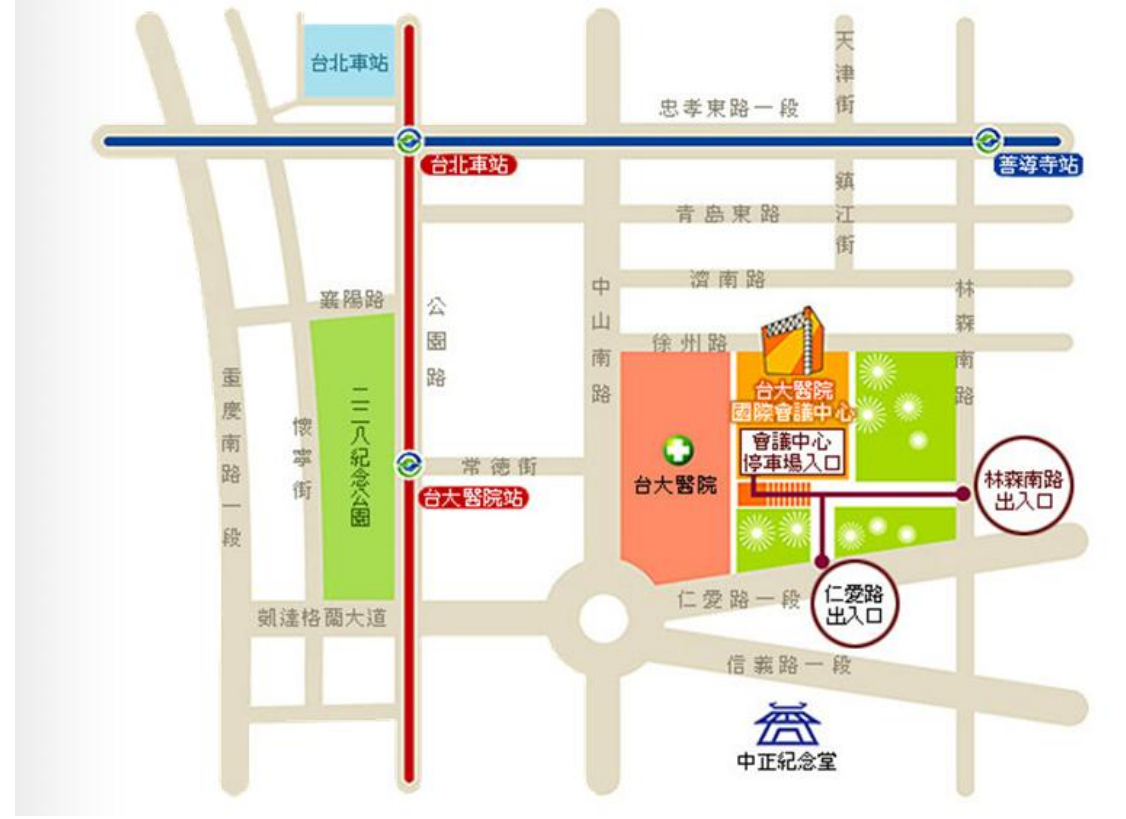 台北車站
天津街
忠孝東路一段
台北車站
善導寺站
鎮江街
青島東路
濟南路
中山南路
林森南路
襄陽路
公園路
徐州路
台大醫院
國際會議中心
重慶南路一段
懷寧街
二二八紀念公園
會議中心
停車場入口
常德街
台大醫院
台大醫院站
林森南路
出入口
仁愛路一段
仁愛路
出入口
凱達格蘭大道
信義路一段
中正紀念堂